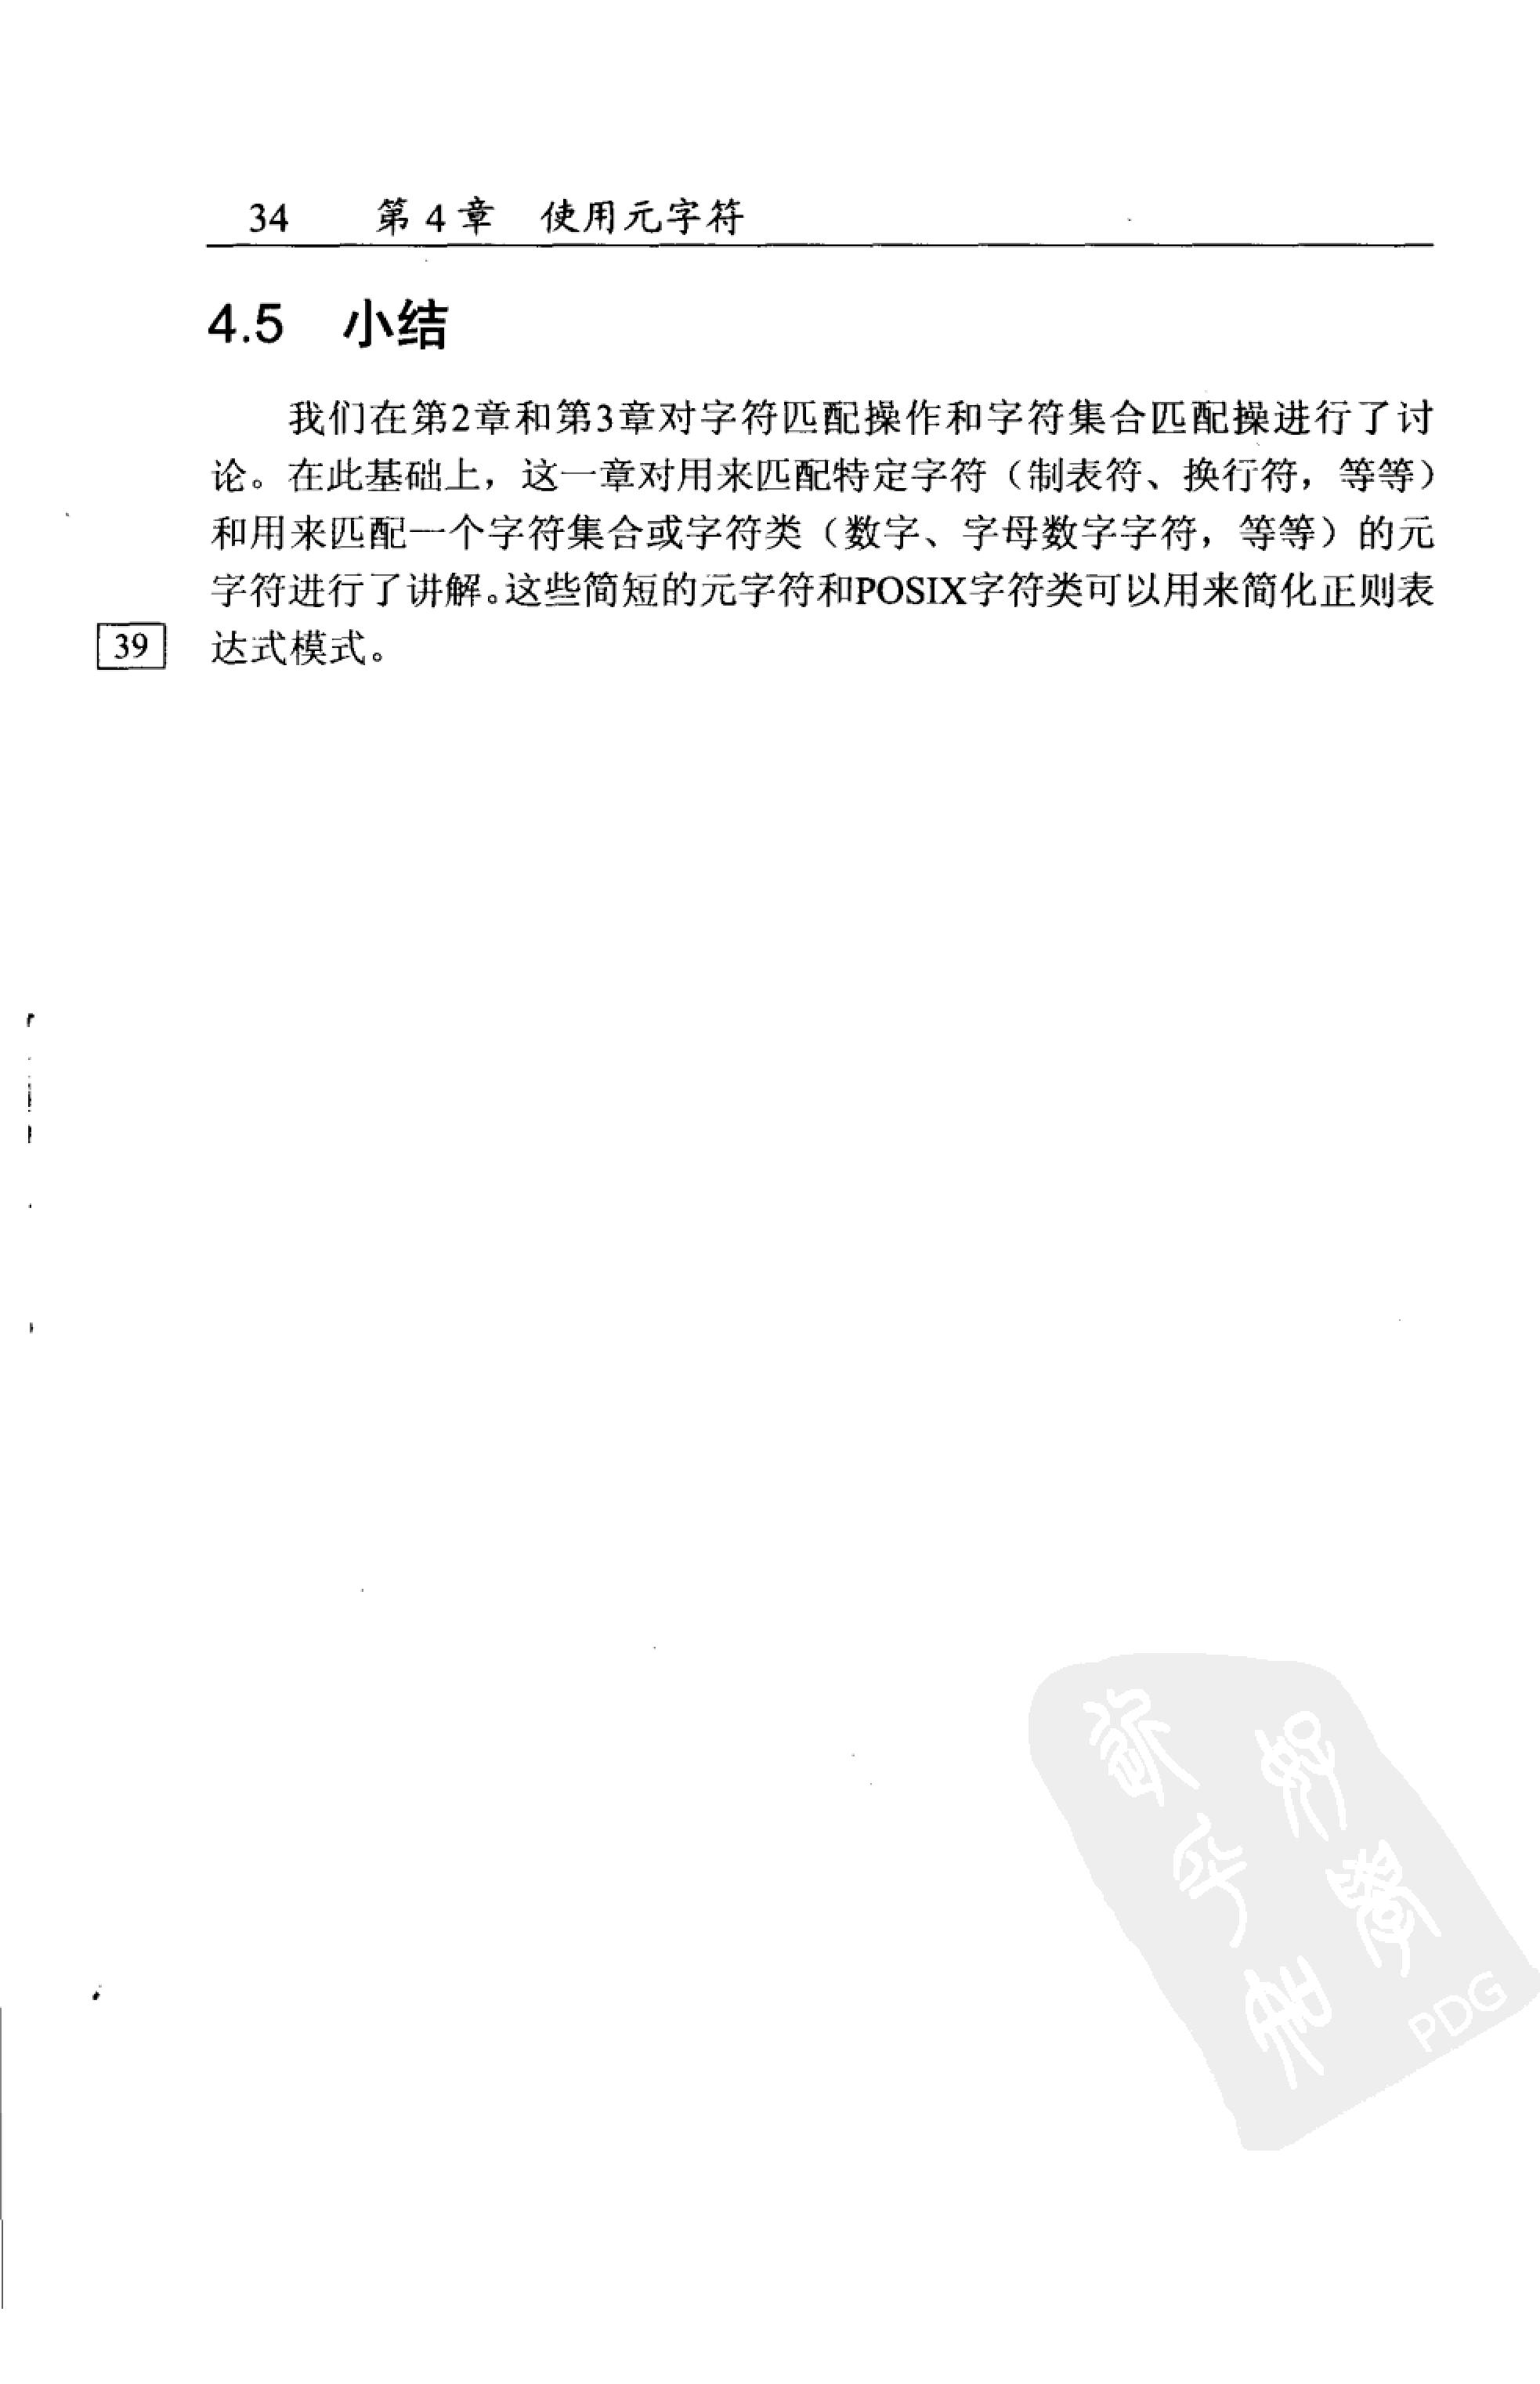 34 第 4 章 使用元字符
4.5 小结
我们在第2章和第3章对字符匹配操作和字符集合匹配操进行了讨
论。在此基础上，这一章对用来匹配特定字符（制表符、换行符，等等）
和用来匹配一个字符集合或字符类（数字、字母数字字符，等等）的元
字符进行了讲解。这些简短的元字符和POSIX字符类可以用来简化正则表
39 达式模式。
PDG